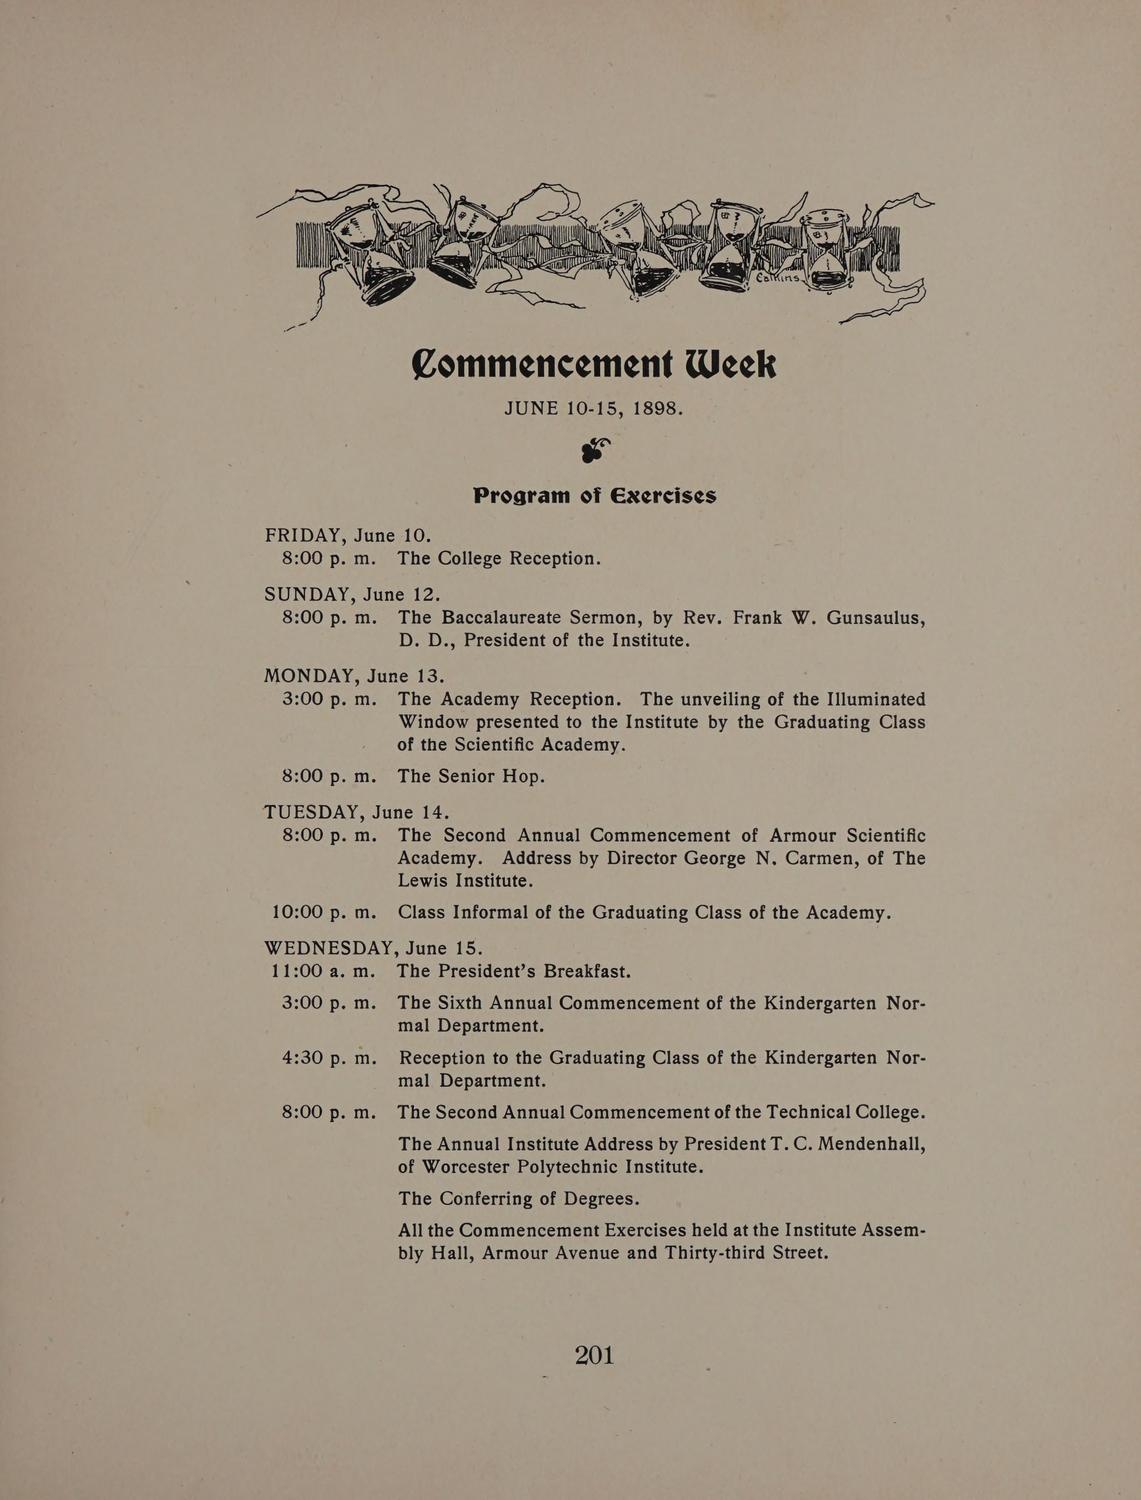 Calkins.
Commencement Week
JUNE 10-15, 1898.
Program of Exercises
FRIDAY, June 10.
8:00 p. m. The College Reception.
SUNDAY, June 12.
8:00 p. m. The Baccalaureate Sermon, by Rev. Frank W. Gunsaulus,
D. D., President of the Institute.
MONDAY, June 13.
3:00 p. m. The Academy Reception. The unveiling of the Illuminated
Window presented to the Institute by the Graduating Class
of the Scientific Academy.
8:00 p. m. The Senior Hop.
TUESDAY, June 14.
8:00 p. m. The Second Annual Commencement of Armour Scientific
Academy. Address by Director George N. Carmen, of The
Lewis Institute.
10:00 p. m. Class Informal of the Graduating Class of the Academy.
WEDNESDAY, June 15.
11:00 a. m. The President's Breakfast.
3:00 p. m. The Sixth Annual Commencement of the Kindergarten Nor-
mal Department.
4:30 p. m. Reception to the Graduating Class of the Kindergarten Nor-
mal Department.
8:00 p. m. The Second Annual Commencement of the Technical College.
The Annual Institute Address by President T. C. Mendenhall,
of Worcester Polytechnic Institute.
The Conferring of Degrees.
All the Commencement Exercises held at the Institute Assem-
bly Hall, Armour Avenue and Thirty-third Street.
201